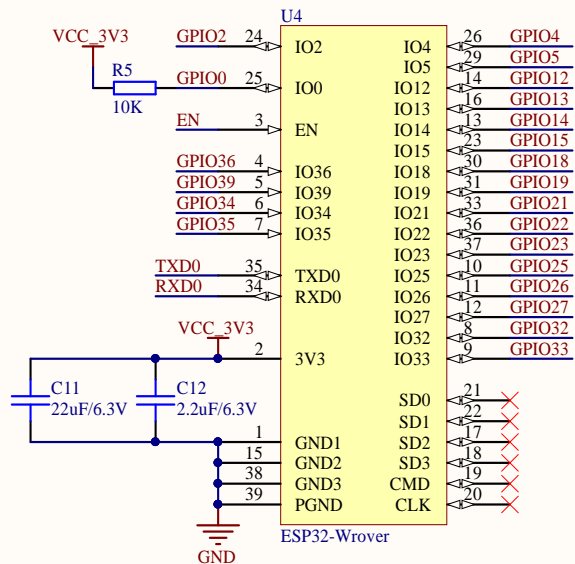 U4
VCC_3V3
GPIO2 24 IO2 IO4 26 GPIO4
IO5 29 GPIO5
R5 GPIO0 25 IO0 IO12 14 GPIO12
10K IO13 16 GPIO13
EN 3 EN IO14 13 GPIO14
IO15 23 GPIO15
GPIO36 4 IO36 IO18 30 GPIO18
GPIO39 5 IO39 IO19 31 GPIO19
GPIO34 6 IO34 IO21 33 GPIO21
GPIO35 7 IO35 IO22 36 GPIO22
IO23 37 GPIO23
TXD0 35 TXD0 IO25 10 GPIO25
RXD0 34 RXD0 IO26 11 GPIO26
IO27 12 GPIO27
VCC_3V3 IO32 8 GPIO32
2 3V3 IO33 9 GPIO33
C11 C12
22uF/6.3V 2.2uF/6.3V
SD0 21
SD1 22
1 GND1 SD2 17
15 GND2 SD3 18
38 GND3 CMD 19
39 PGND CLK 20
ESP32-Wrover
GND